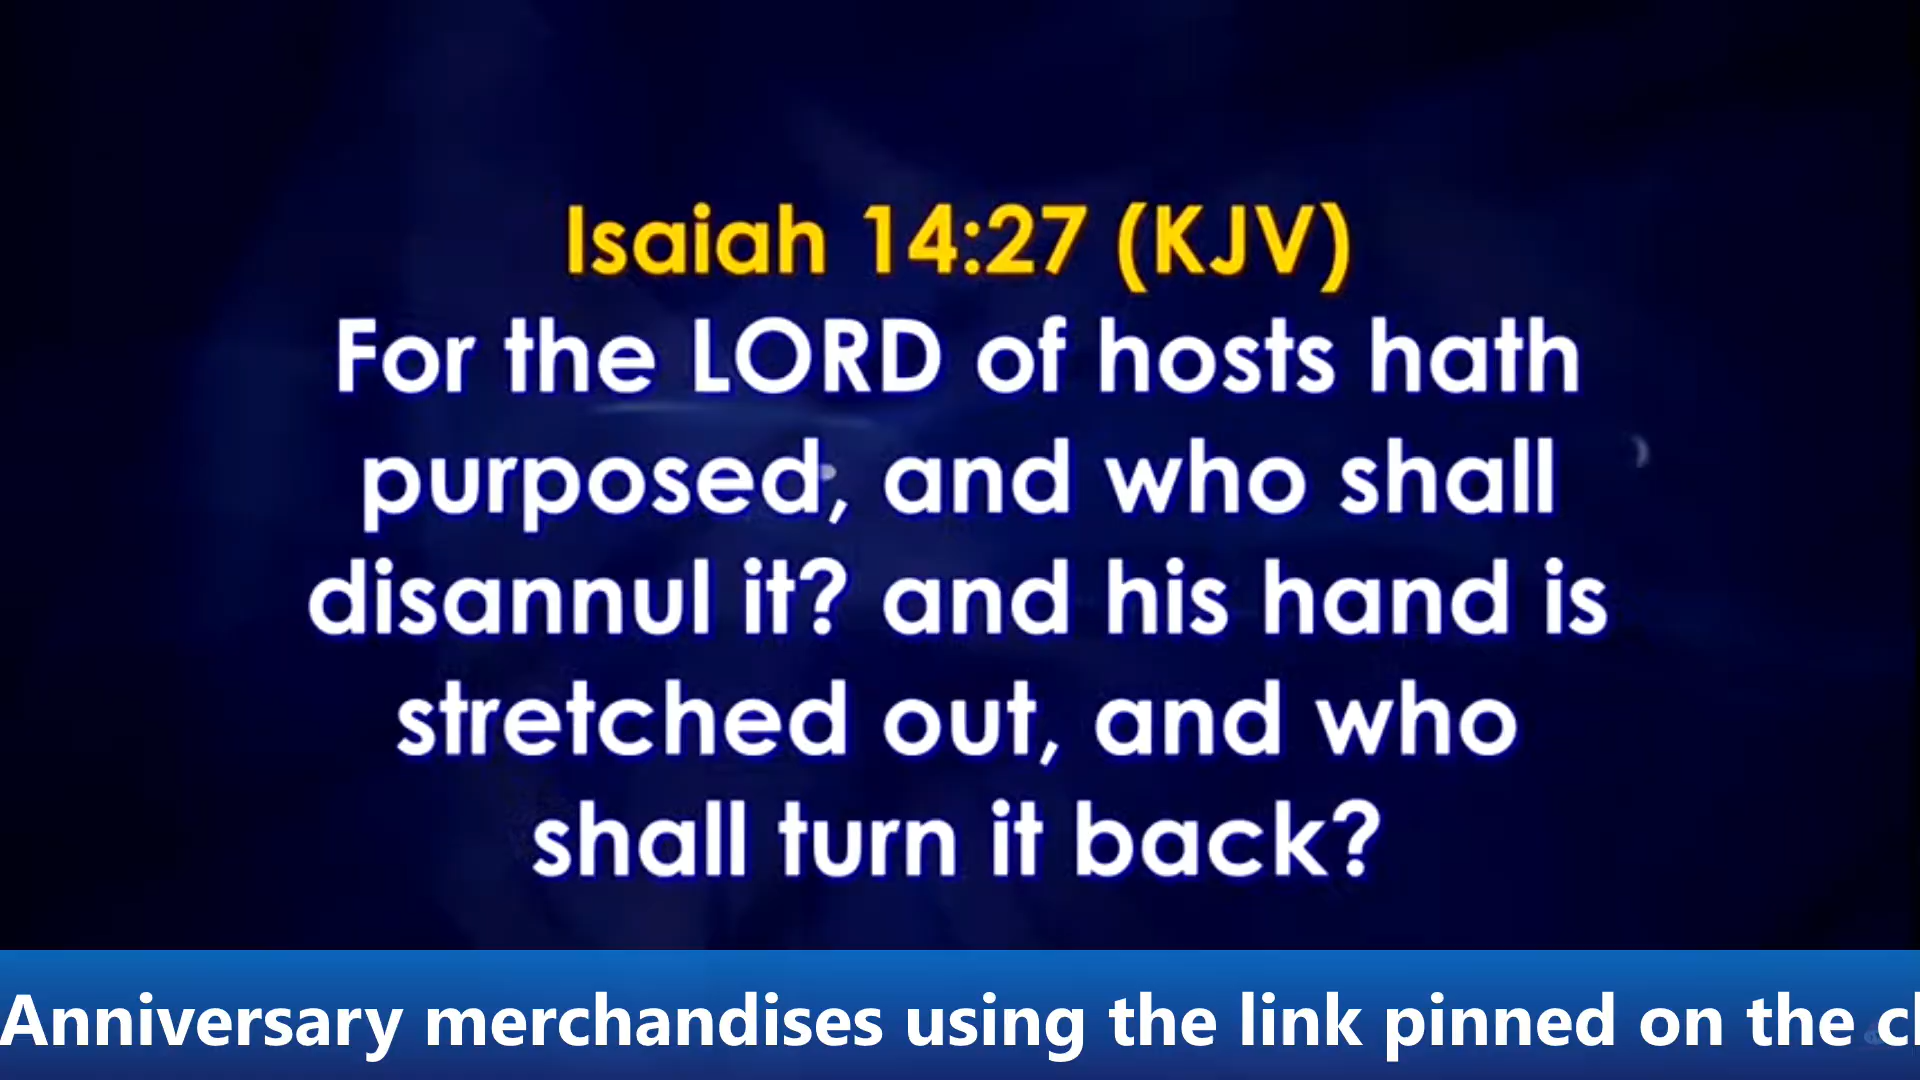 Isaiah 14:27 (KJV)
For the LORD of hosts hath
purposed, and who shall
disannul it? and his hand is
stretched out, and who
shall turn it back?
Anniversary merchandises using the link pinned on the